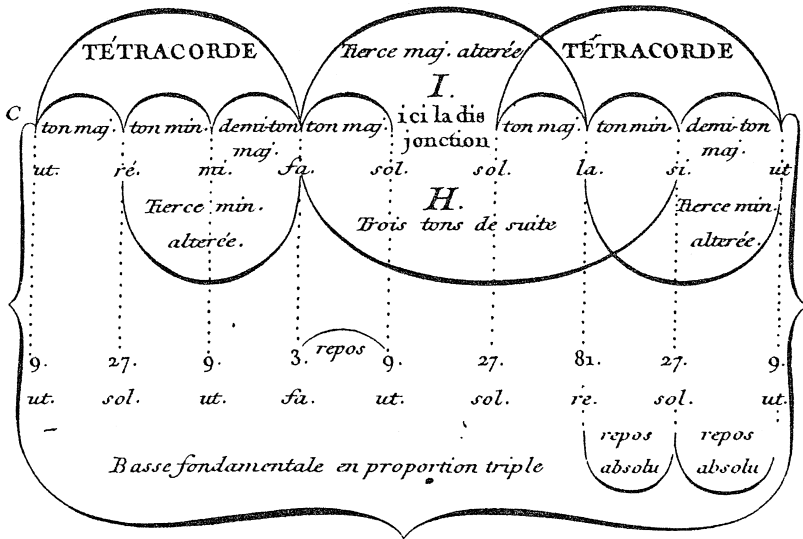 TÉTRACORDE Tierce maj. alterée TÉTRACORDE
I.
C
ton maj. ton min. demi-ton maj. ton maj. ici la dis jonction ton maj. ton min. demi-ton maj.
ut. ré. mi. fa. sol. sol. la. si. ut
H.
Tierce min. alterée. Trois tons de suite Tierce min. alterée.
repos
9. 27. 9. 3. 9. 27. 81. 27. 9.
ut. sol. ut. fa. ut. sol. re. sol. ut.
repos absolu repos absolu
Basse fondamentale en proportion triple